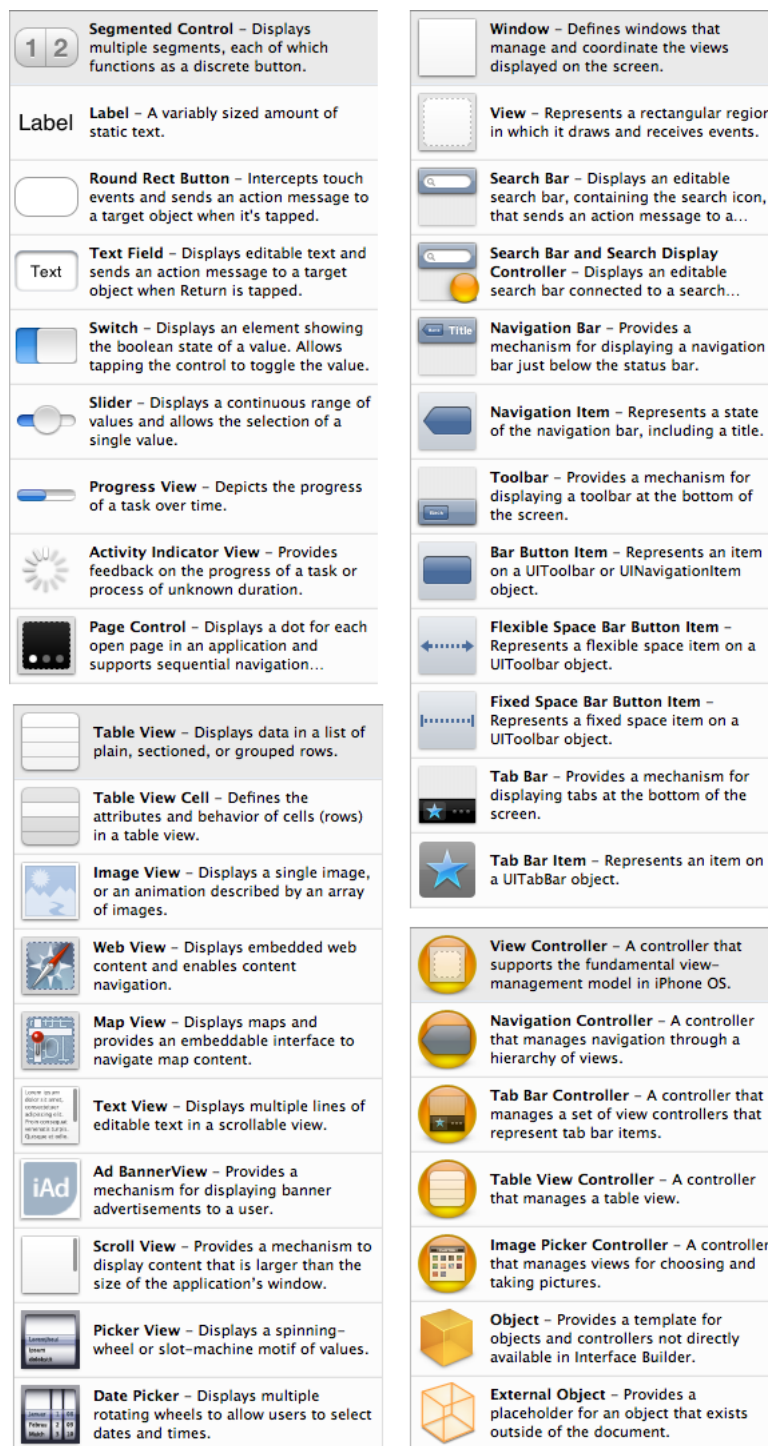 1 2
Segmented Control – Displays
multiple segments, each of which
functions as a discrete button.
Label
Label – A variably sized amount of
static text.
Round Rect Button – Intercepts touch
events and sends an action message to
a target object when it's tapped.
Text
Text Field – Displays editable text and
sends an action message to a target
object when Return is tapped.
Switch – Displays an element showing
the boolean state of a value. Allows
tapping the control to toggle the value.
Slider – Displays a continuous range of
values and allows the selection of a
single value.
Progress View – Depicts the progress
of a task over time.
Activity Indicator View – Provides
feedback on the progress of a task or
process of unknown duration.
Page Control – Displays a dot for each
open page in an application and
supports sequential navigation…
Table View – Displays data in a list of
plain, sectioned, or grouped rows.
Table View Cell – Defines the
attributes and behavior of cells (rows)
in a table view.
Image View – Displays a single image,
or an animation described by an array
of images.
Web View – Displays embedded web
content and enables content
navigation.
Map View – Displays maps and
provides an embeddable interface to
navigate map content.
Text View – Displays multiple lines of
editable text in a scrollable view.
iAd
Ad BannerView – Provides a
mechanism for displaying banner
advertisements to a user.
Scroll View – Provides a mechanism to
display content that is larger than the
size of the application's window.
Picker View – Displays a spinning-
wheel or slot-machine motif of values.
Date Picker – Displays multiple
rotating wheels to allow users to select
dates and times.
Window – Defines windows that
manage and coordinate the views
displayed on the screen.
View – Represents a rectangular region
in which it draws and receives events.
Search Bar – Displays an editable
search bar, containing the search icon,
that sends an action message to a…
Search Bar and Search Display
Controller – Displays an editable
search bar connected to a search…
Title
Navigation Bar – Provides a
mechanism for displaying a navigation
bar just below the status bar.
Navigation Item – Represents a state
of the navigation bar, including a title.
Toolbar – Provides a mechanism for
displaying a toolbar at the bottom of
the screen.
Bar Button Item – Represents an item
on a UIToolbar or UINavigationItem
object.
Flexible Space Bar Button Item –
Represents a flexible space item on a
UIToolbar object.
Fixed Space Bar Button Item –
Represents a fixed space item on a
UIToolbar object.
Tab Bar – Provides a mechanism for
displaying tabs at the bottom of the
screen.
Tab Bar Item – Represents an item on
a UITabBar object.
View Controller – A controller that
supports the fundamental view-
management model in iPhone OS.
Navigation Controller – A controller
that manages navigation through a
hierarchy of views.
Tab Bar Controller – A controller that
manages a set of view controllers that
represent tab bar items.
Table View Controller – A controller
that manages a table view.
Image Picker Controller – A controller
that manages views for choosing and
taking pictures.
Object – Provides a template for
objects and controllers not directly
available in Interface Builder.
External Object – Provides a
placeholder for an object that exists
outside of the document.